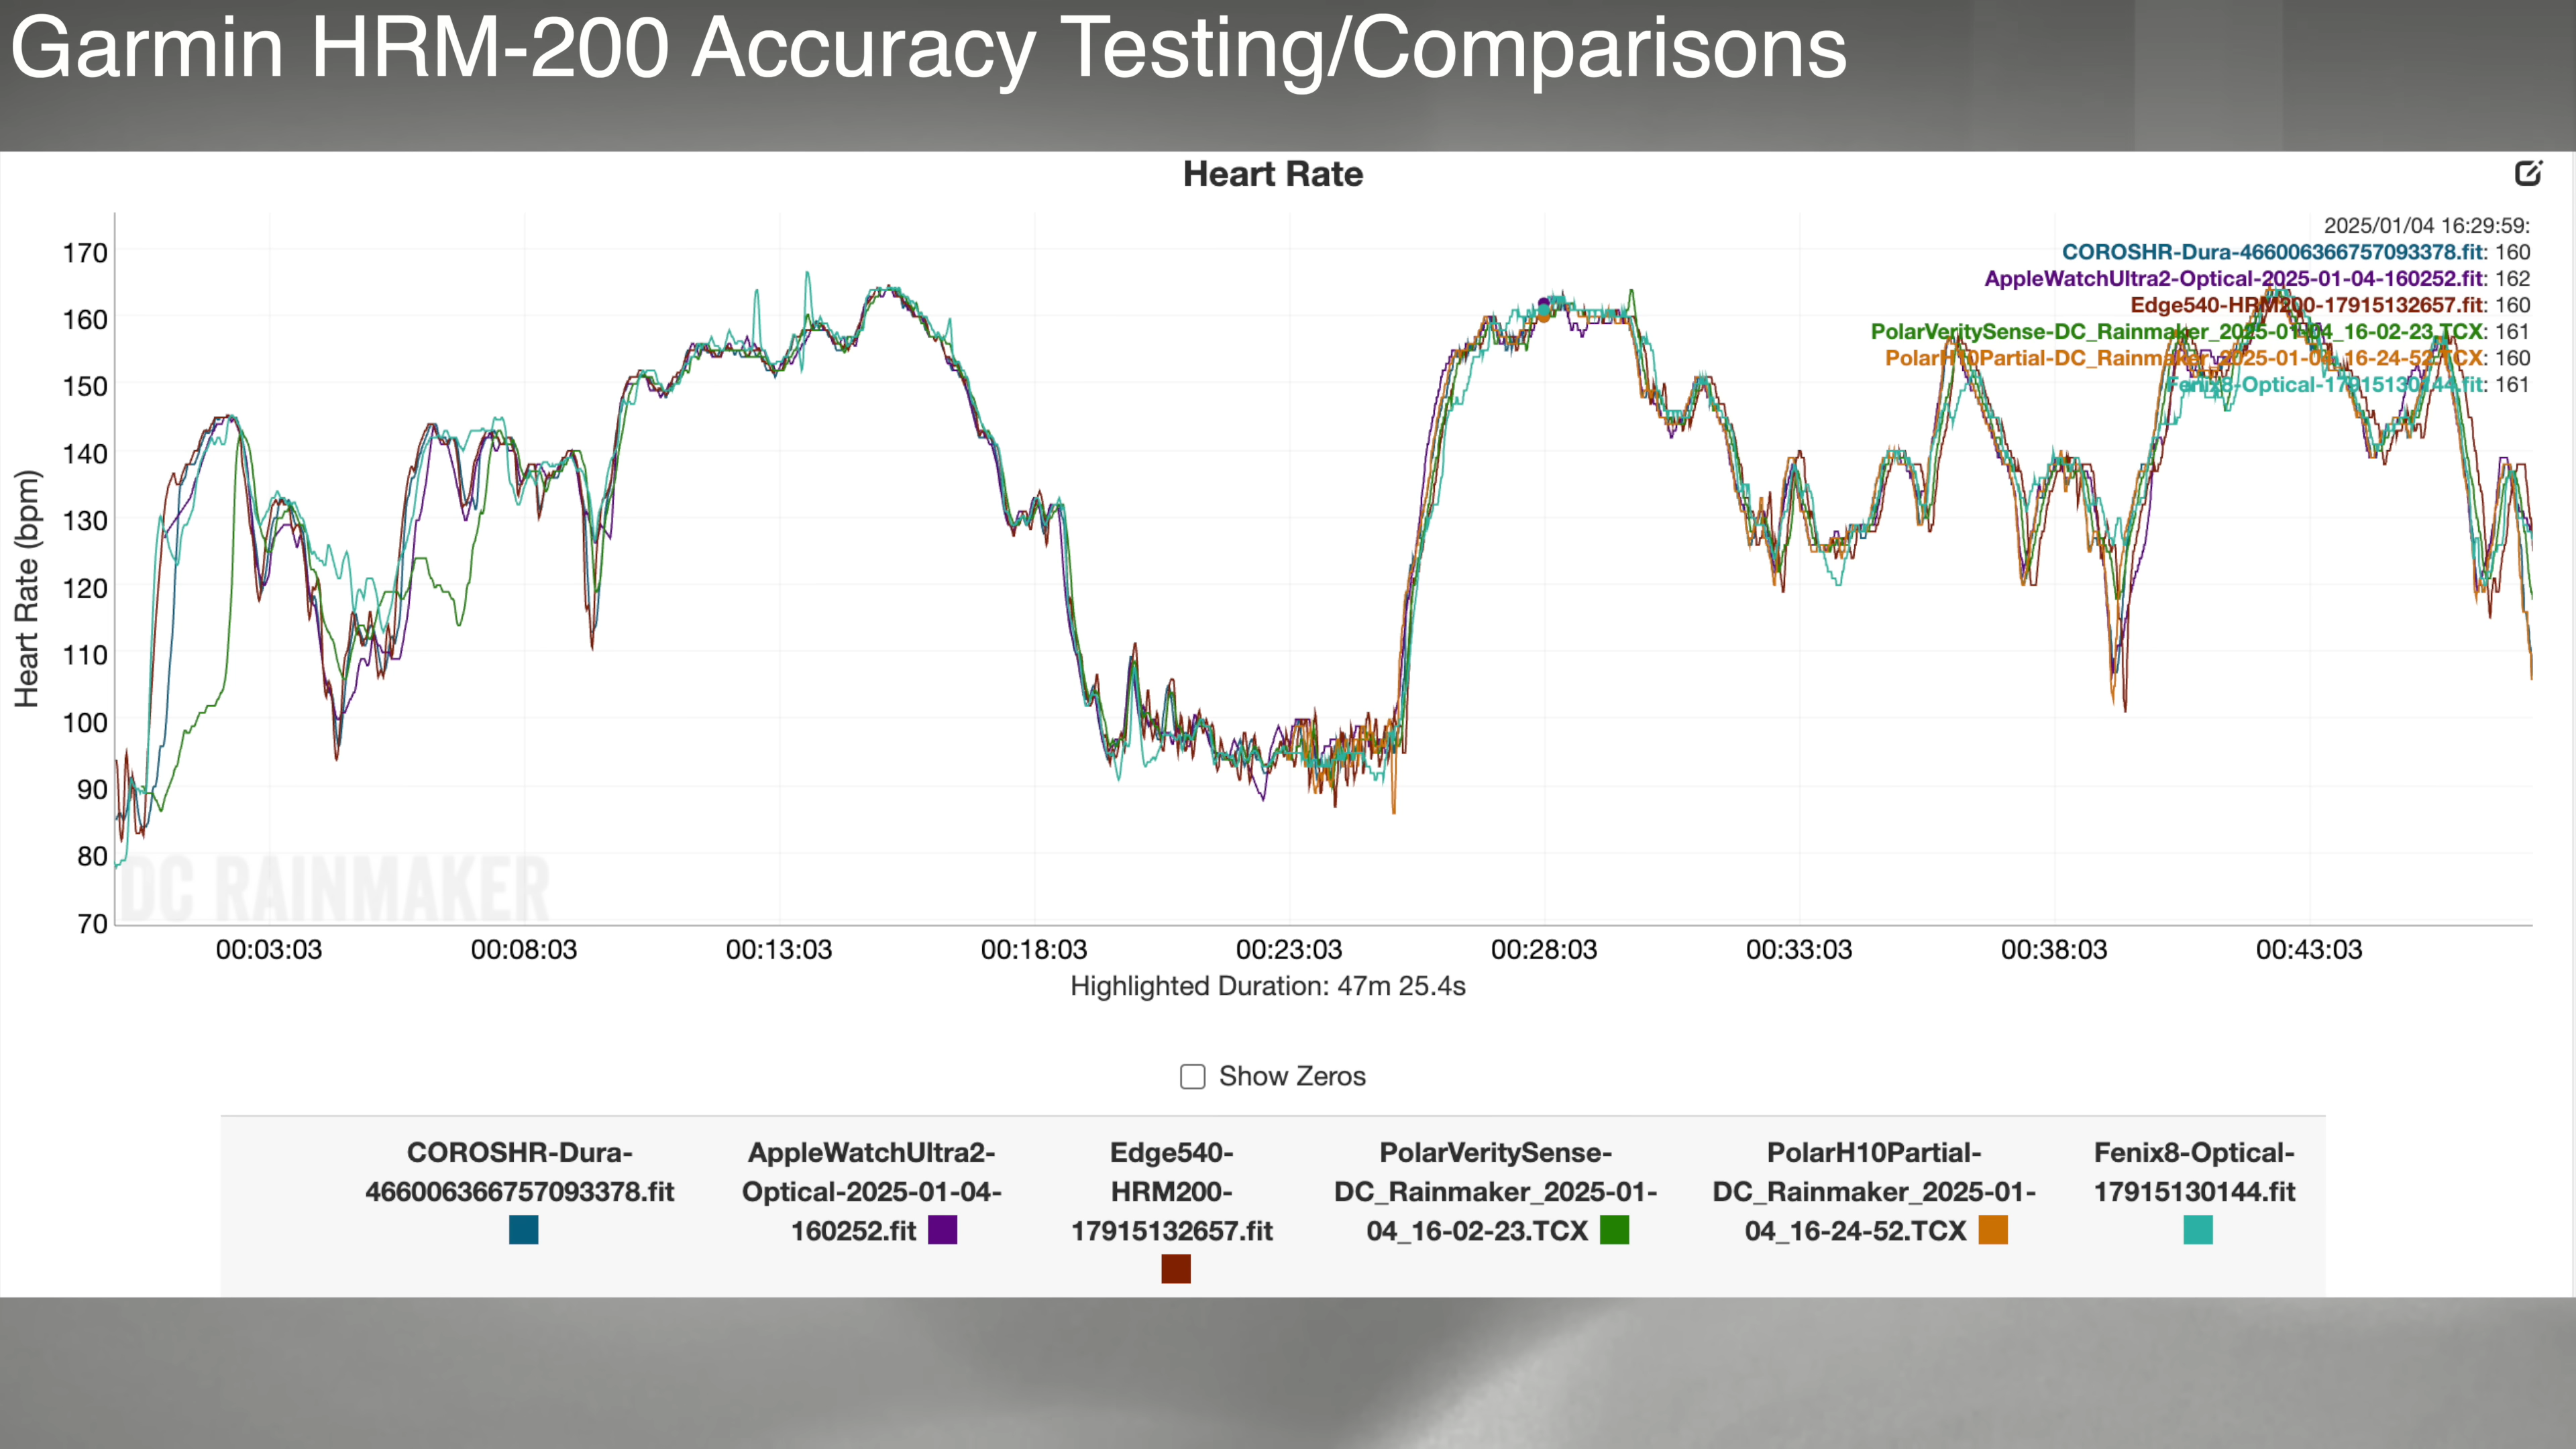 Garmin HRM-200 Accuracy Testing/Comparisons
Heart Rate
2025/01/04 16:29:59:
COROSHR-Dura-466006366757093378.fit: 160
AppleWatchUltra2-Optical-2025-01-04-160252.fit: 162
Edge540-HRM200-17915132657.fit: 160
PolarVeritySense-DC_Rainmaker_2025-01-04_16-02-23.TCX: 161
PolarH10Partial-DC_Rainmaker_2025-01-04_16-24-52.TCX: 160
Fenix8-Optical-17915130144.fit: 161
Heart Rate (bpm)
170
160
150
140
130
120
110
100
90
80
70
DC RAINMAKER
00:03:03 00:08:03 00:13:03 00:18:03 00:23:03 00:28:03 00:33:03 00:38:03 00:43:03
Highlighted Duration: 47m 25.4s
Show Zeros
COROSHR-Dura-
466006366757093378.fit
AppleWatchUltra2-
Optical-2025-01-04-
160252.fit
Edge540-
HRM200-
17915132657.fit
PolarVeritySense-
DC_Rainmaker_2025-01-
04_16-02-23.TCX
PolarH10Partial-
DC_Rainmaker_2025-01-
04_16-24-52.TCX
Fenix8-Optical-
17915130144.fit